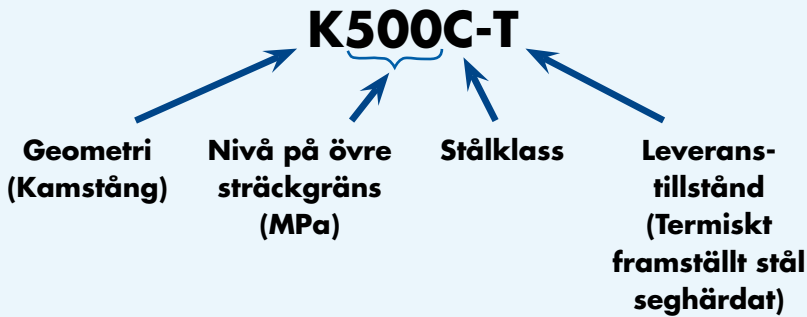 K500C-T
Geometri
(Kamstång)
Nivå på övre
sträckgräns
(MPa)
Stålklass
Leverans-
tillstånd
(Termiskt
framställt stål
seghärdat)